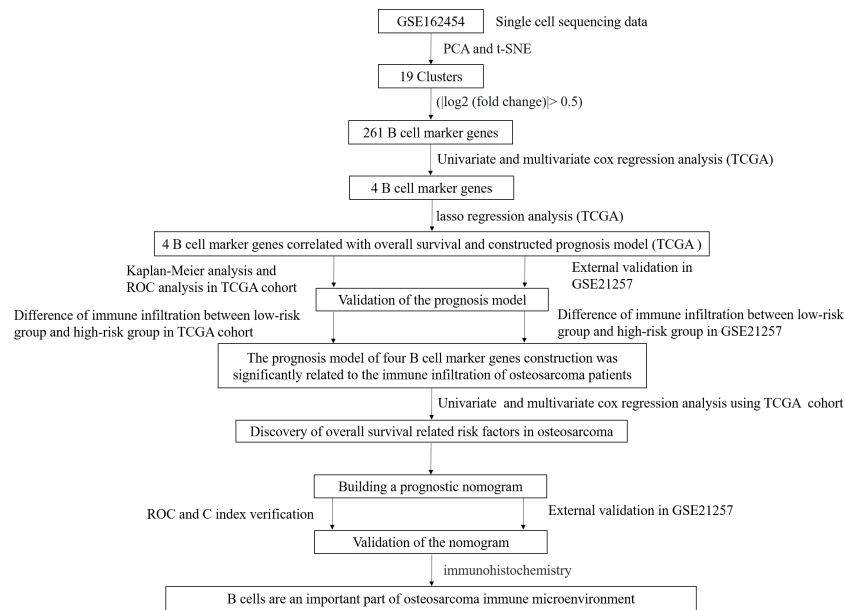 GSE162454
Single cell sequencing data
PCA and t-SNE
19 Clusters
(|log2 (fold change)|> 0.5)
261 B cell marker genes
Univariate and multivariate cox regression analysis (TCGA)
4 B cell marker genes
lasso regression analysis (TCGA)
4 B cell marker genes correlated with overall survival and constructed prognosis model (TCGA )
Kaplan-Meier analysis and
ROC analysis in TCGA cohort
External validation in
GSE21257
Validation of the prognosis model
Difference of immune infiltration between low-risk
group and high-risk group in TCGA cohort
Difference of immune infiltration between low-risk
group and high-risk group in GSE21257
The prognosis model of four B cell marker genes construction was
significantly related to the immune infiltration of osteosarcoma patients
Univariate and multivariate cox regression analysis using TCGA cohort
Discovery of overall survival related risk factors in osteosarcoma
Building a prognostic nomogram
ROC and C index verification
External validation in GSE21257
Validation of the nomogram
immunohistochemistry
B cells are an important part of osteosarcoma immune microenvironment